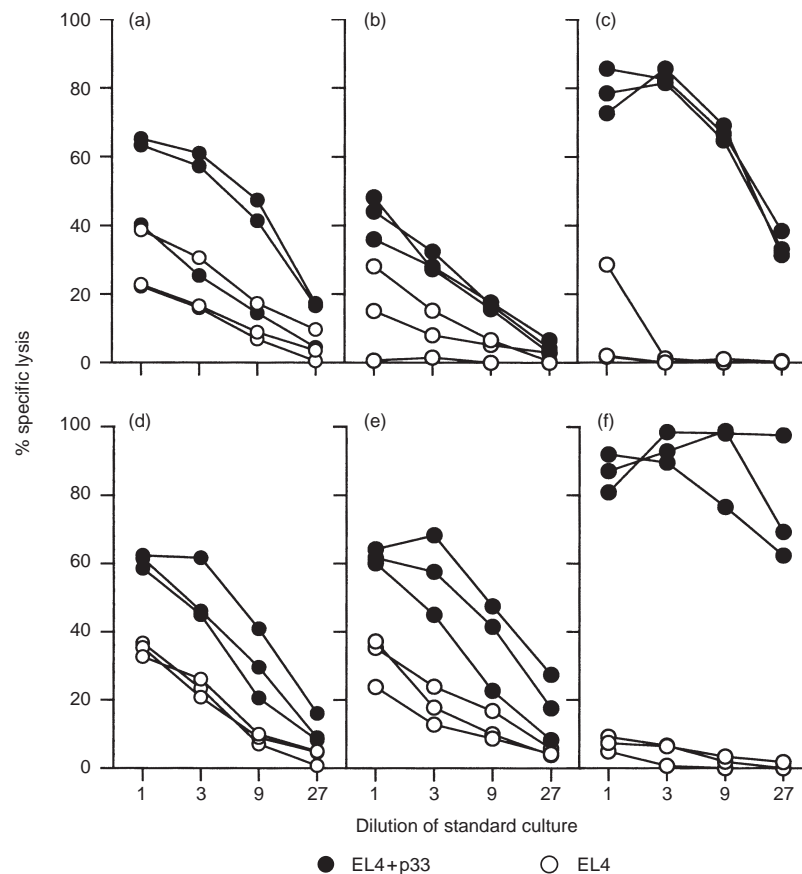 (a) (b) (c)
100
80
60
40
20
0
% specific lysis
(d) (e) (f)
100
80
60
40
20
0
1 3 9 27 1 3 9 27 1 3 9 27
Dilution of standard culture
EL4+p33 EL4